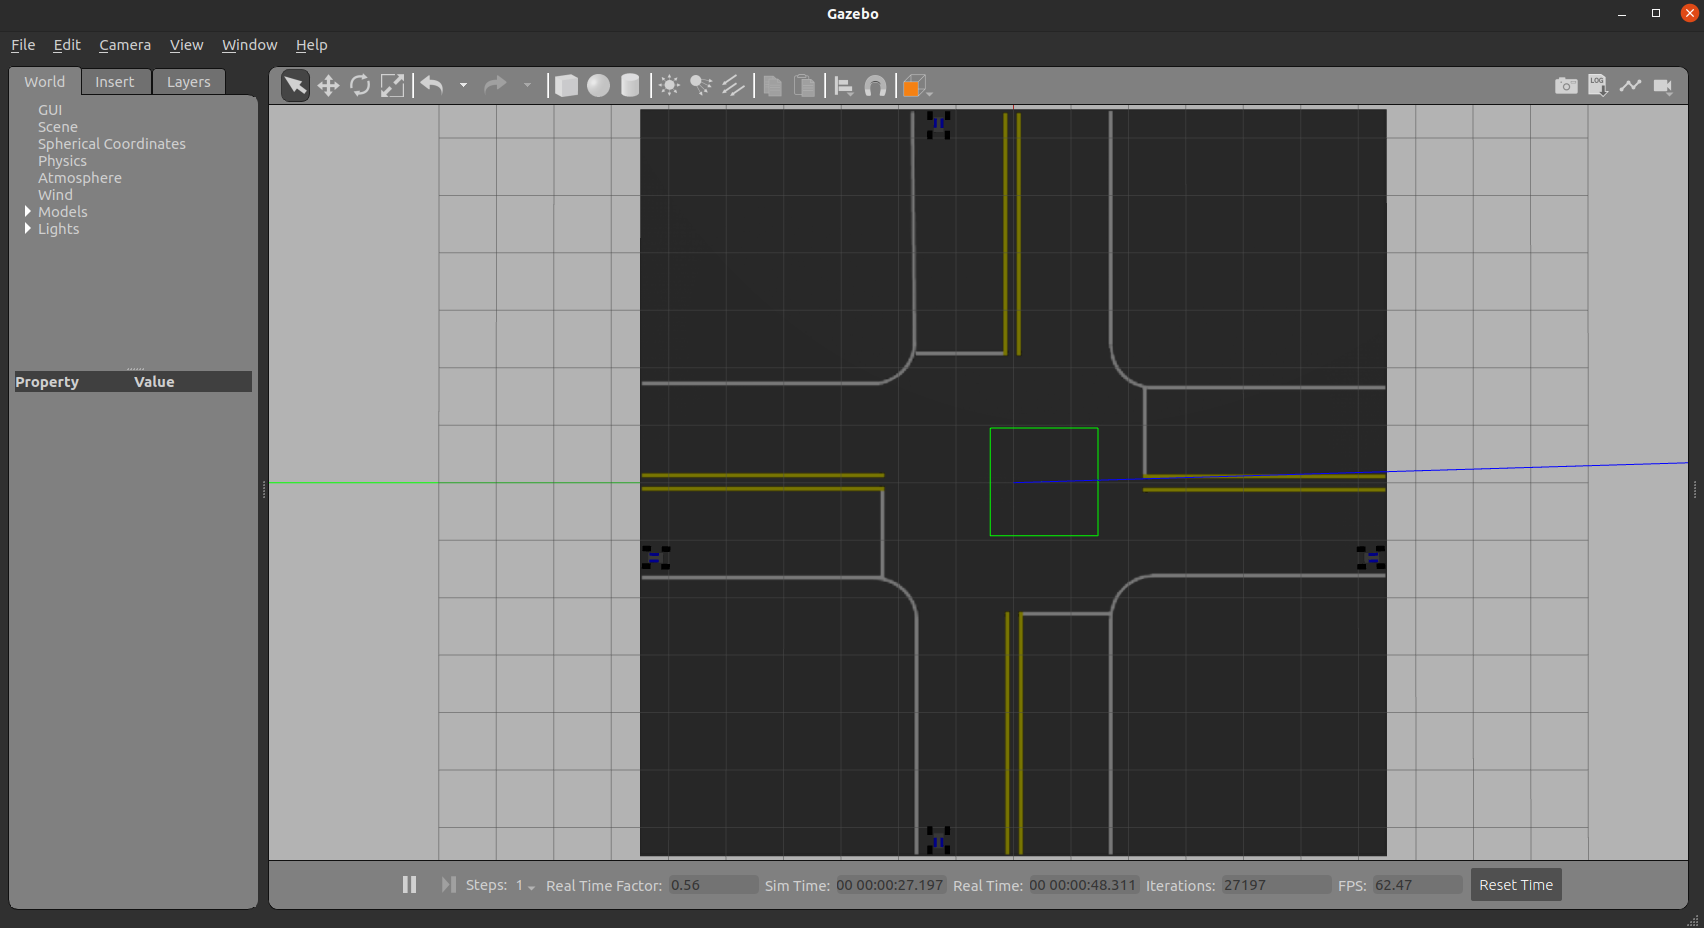 Gazebo
File Edit Camera View Window Help
World Insert Layers
LOG
GUI
Scene
Spherical Coordinates
Physics
Atmosphere
Wind
Models
Lights
Property Value
Steps: 1 Real Time Factor: 0.56 Sim Time: 00 00:00:27.197 Real Time: 00 00:00:48.311 Iterations: 27197 FPS: 62.47 Reset Time